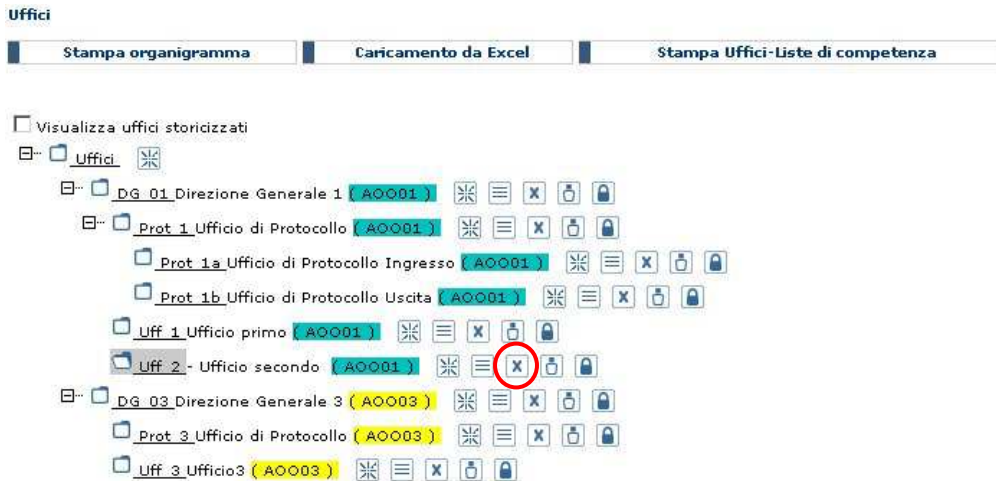 Uffici
Stampa organigramma Caricamento da Excel Stampa Uffici-Liste di competenza
Visualizza uffici storicizzati
Uffici
DG 01 Direzione Generale 1 ( AOO01 )
Prot 1 Ufficio di Protocollo ( AOO01 )
Prot 1a Ufficio di Protocollo Ingresso ( AOO01 )
Prot 1b Ufficio di Protocollo Uscita ( AOO01 )
Uff 1 Ufficio primo ( AOO01 )
Uff 2 - Ufficio secondo ( AOO01 )
DG 03 Direzione Generale 3 ( AOO03 )
Prot 3 Ufficio di Protocollo ( AOO03 )
Uff 3 Ufficio3 ( AOO03 )